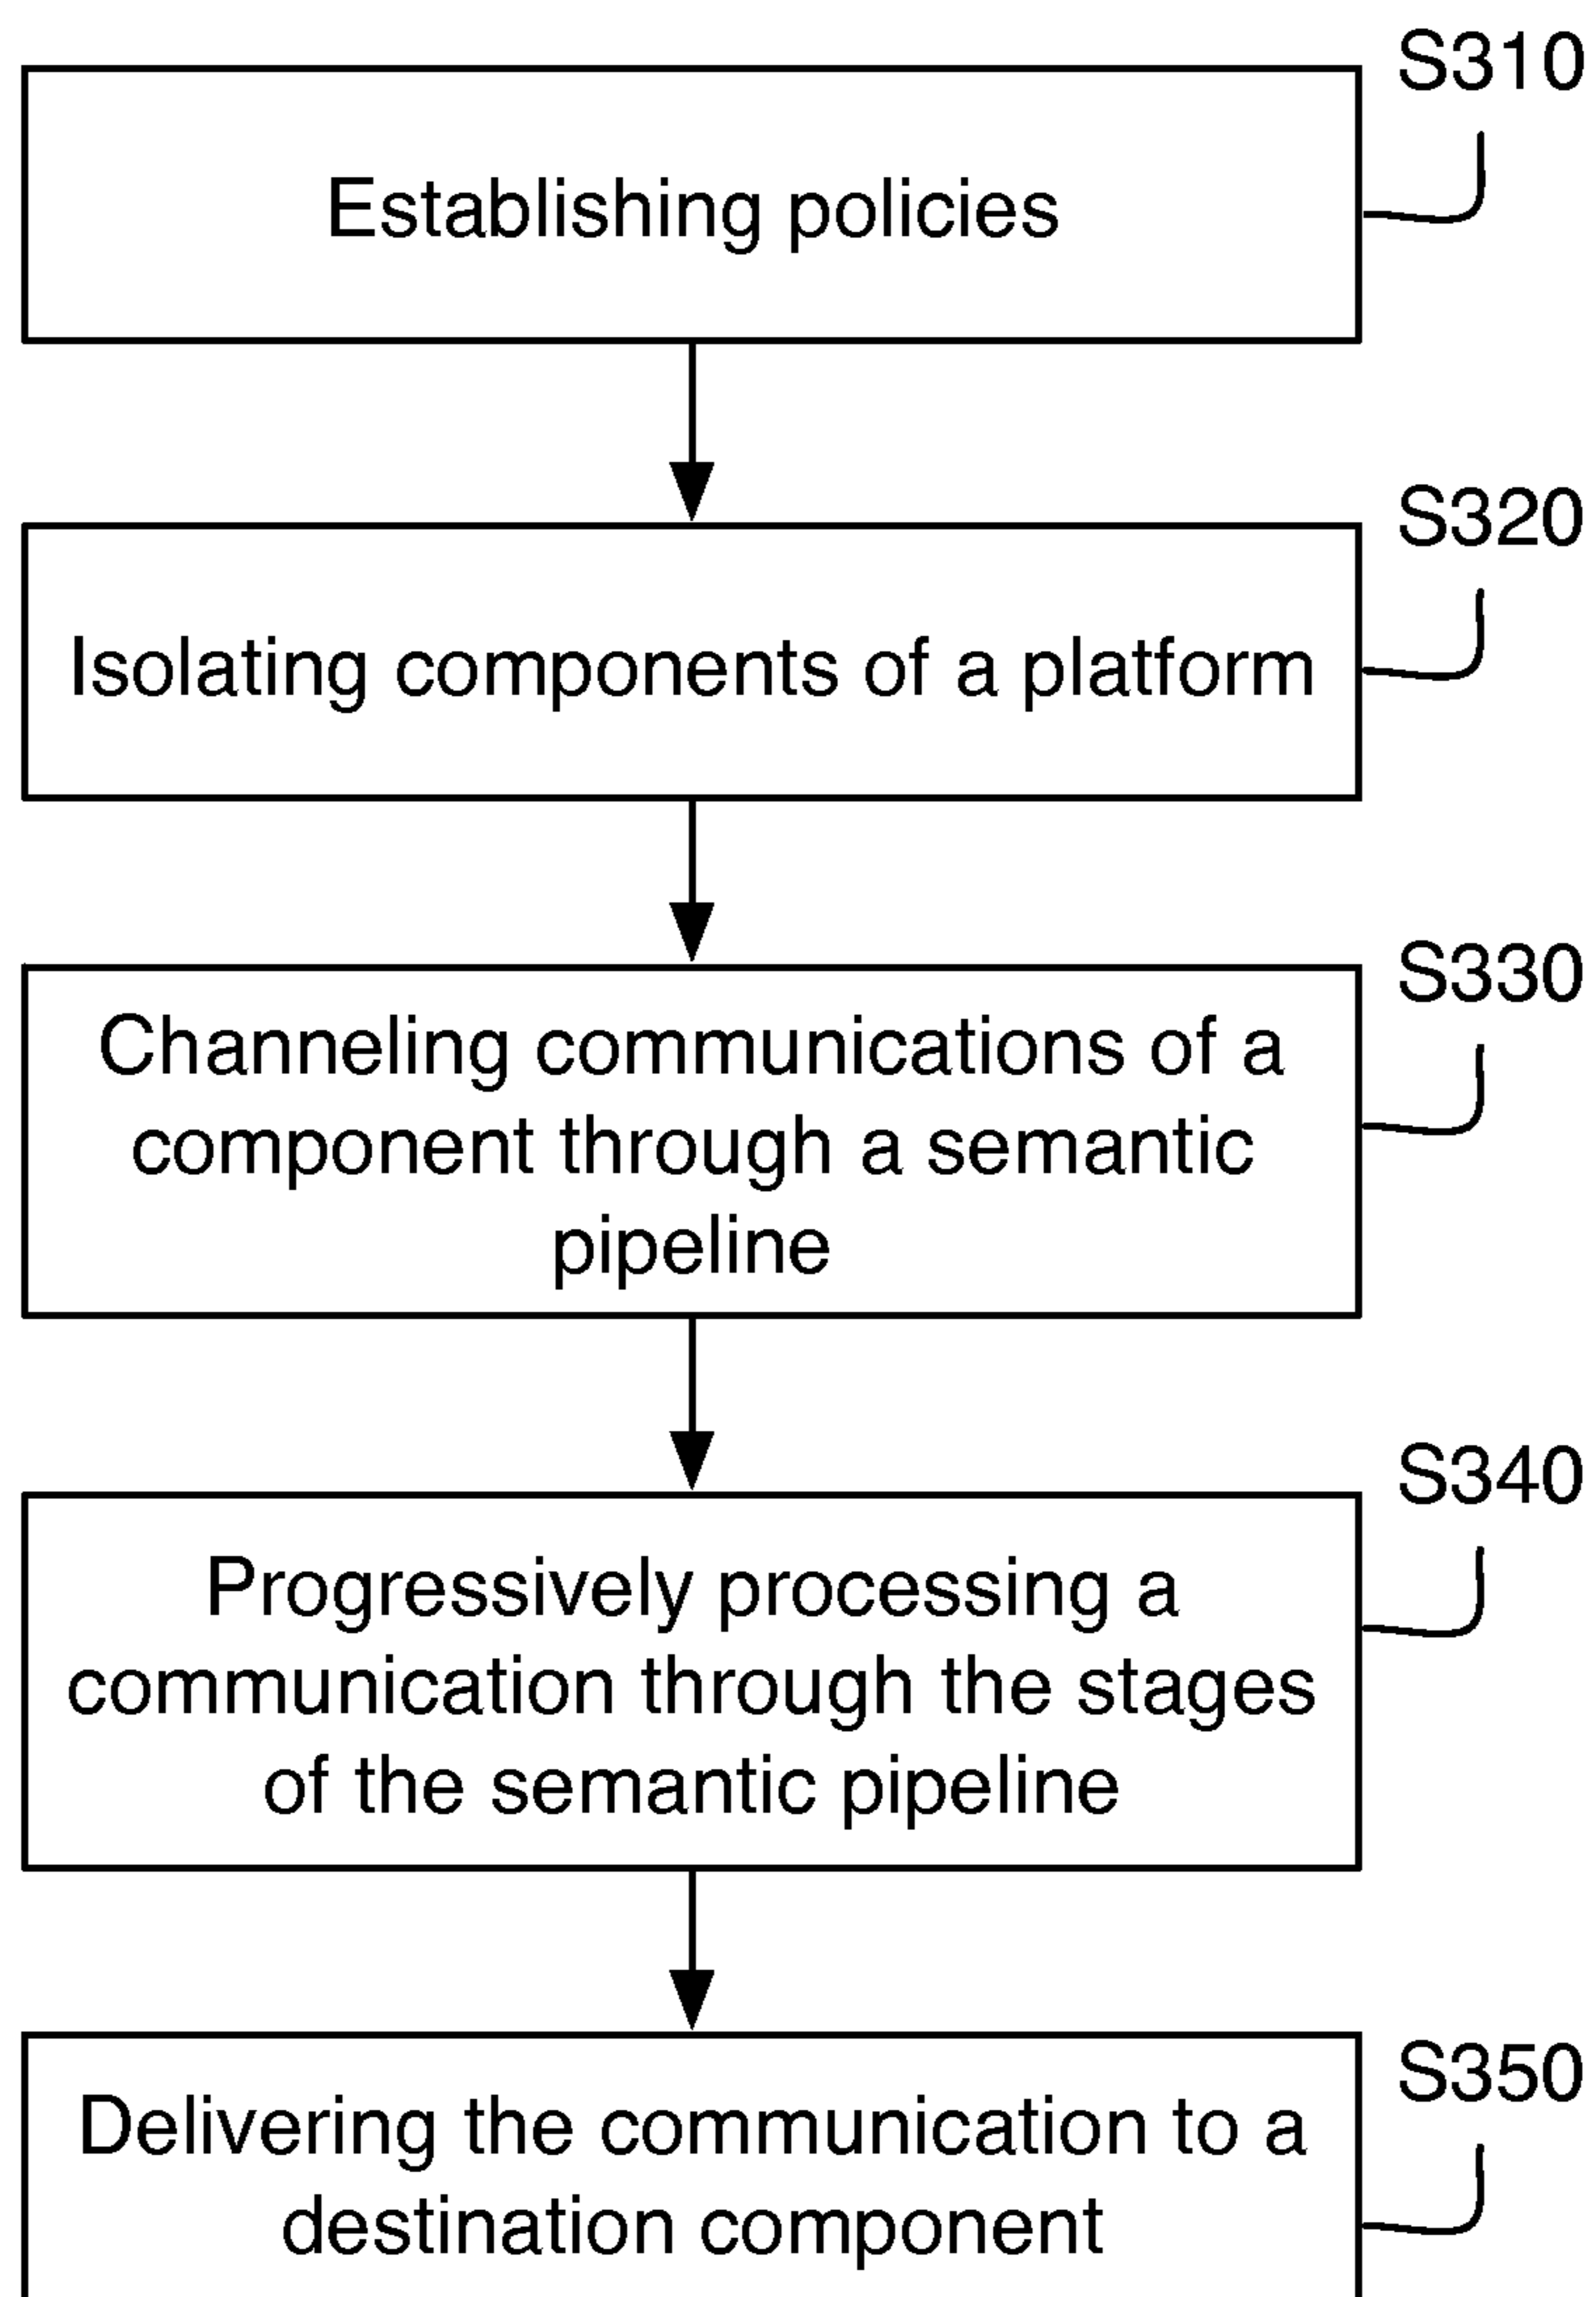 S310
Establishing policies
S320
Isolating components of a platform
S330
Channeling communications of a
component through a semantic
pipeline
S340
Progressively processing a
communication through the stages
of the semantic pipeline
S350
Delivering the communication to a
destination component